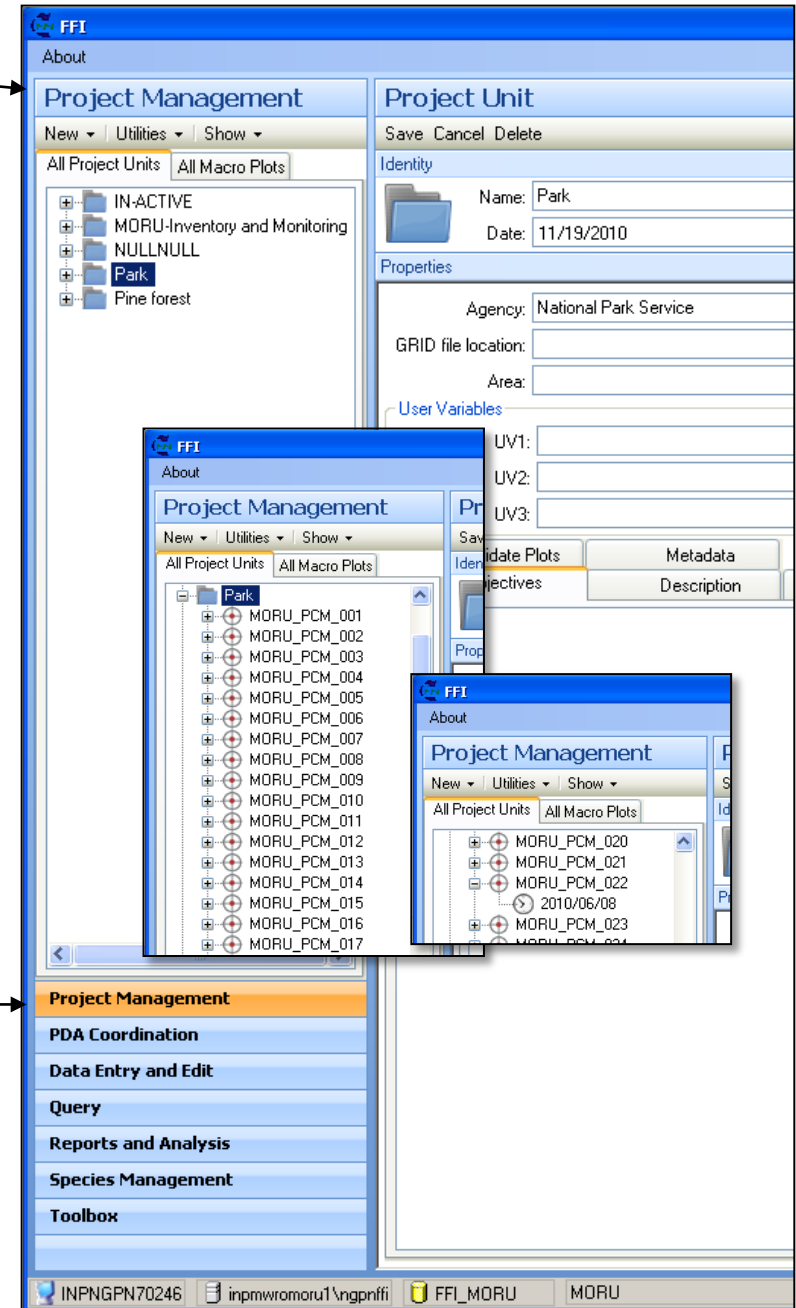 FFI
About
Project Management
New Utilities Show
All Project Units All Macro Plots
IN-ACTIVE
MORU-Inventory and Monitoring
NULLNULL
Park
Pine forest
Project Unit
Save Cancel Delete
Identity
Name: Park
Date: 11/19/2010
Properties
Agency: National Park Service
GRID file location:
Area:
User Variables
UV1:
UV2:
UV3:
idate Plots Metadata
jectives Description
FFI
About
Project Management
New Utilities Show
All Project Units All Macro Plots
Park
MORU_PCM_001
MORU_PCM_002
MORU_PCM_003
MORU_PCM_004
MORU_PCM_005
MORU_PCM_006
MORU_PCM_007
MORU_PCM_008
MORU_PCM_009
MORU_PCM_010
MORU_PCM_011
MORU_PCM_012
MORU_PCM_013
MORU_PCM_014
MORU_PCM_015
MORU_PCM_016
MORU_PCM_017
Pr
Sav
Iden
Prop
FFI
About
Project Management
New Utilities Show
All Project Units All Macro Plots
MORU_PCM_020
MORU_PCM_021
MORU_PCM_022
2010/06/08
MORU_PCM_023
Project Management
PDA Coordination
Data Entry and Edit
Query
Reports and Analysis
Species Management
Toolbox
INPNGPN70246 inpmwromoru1\ngpnffi FFI_MORU MORU